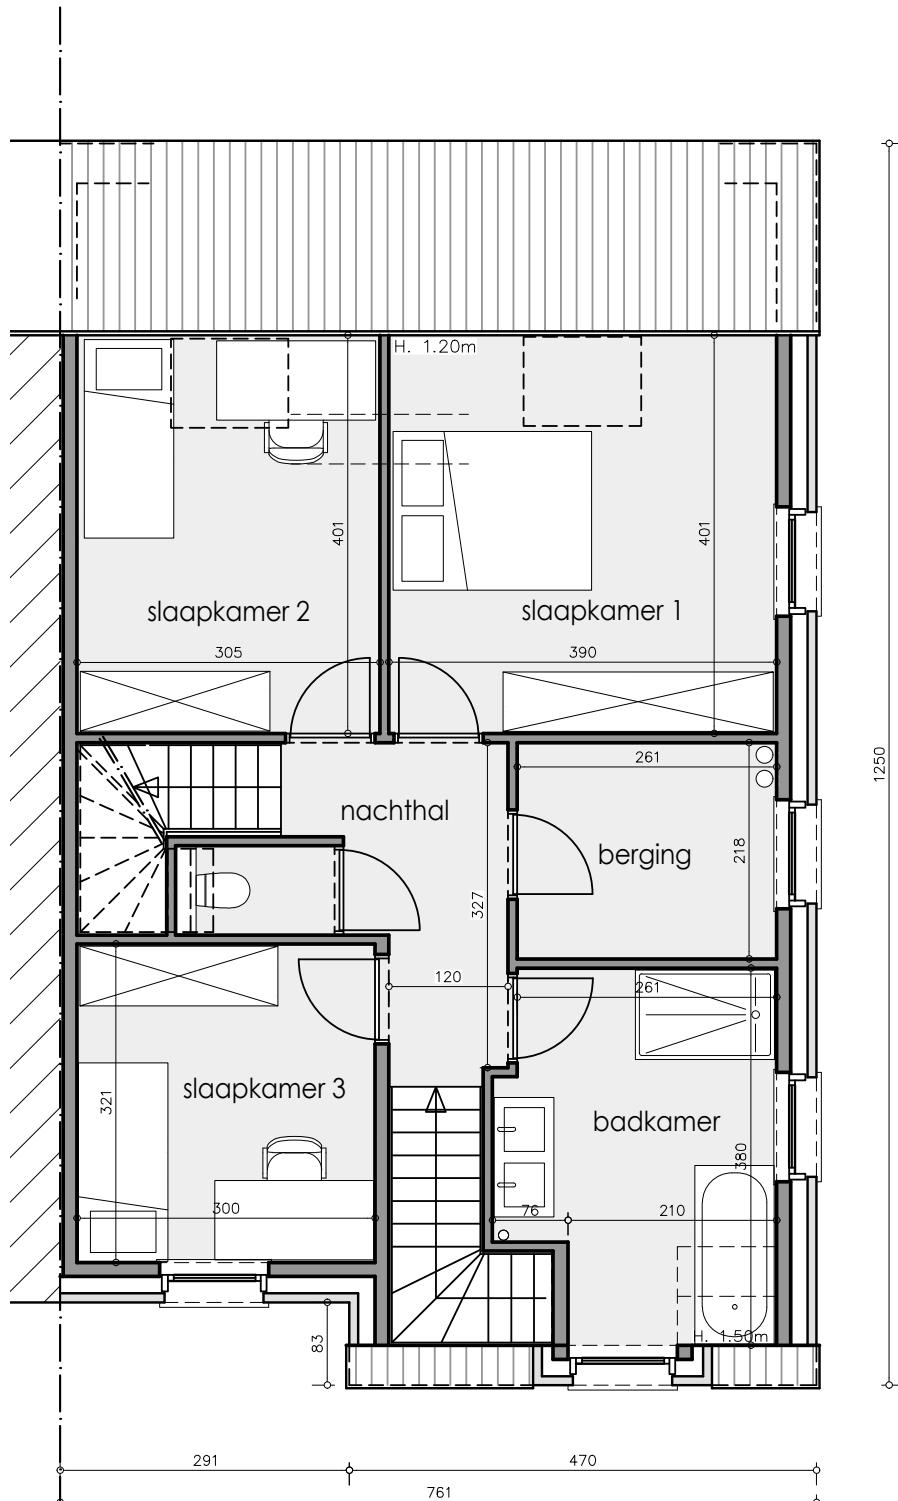 H. 1.20m
401
401
slaapkamer 2
slaapkamer 1
305
390
261
1250
nachthal
berging
218
327
120
261
slaapkamer 3
321
badkamer
380
300
76
210
H. 1.50m
83
291
470
761